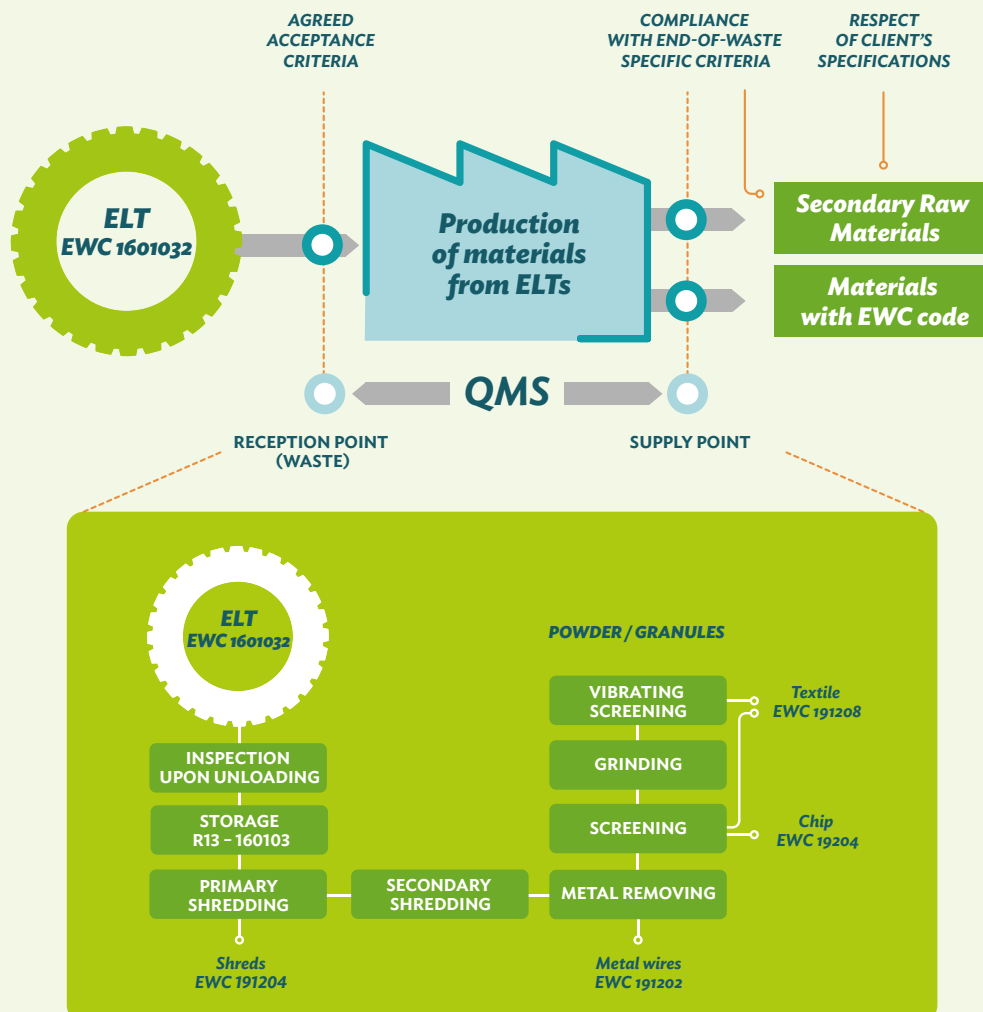 AGREED
ACCEPTANCE
CRITERIA
COMPLIANCE
WITH END-OF-WASTE
SPECIFIC CRITERIA
RESPECT
OF CLIENT'S
SPECIFICATIONS
ELT
EWC 1601032
Production
of materials
from ELTs
Secondary Raw
Materials
Materials
with EWC code
QMS
RECEPTION POINT
(WASTE)
SUPPLY POINT
ELT
EWC 1601032
INSPECTION
UPON UNLOADING
STORAGE
R13 – 160103
PRIMARY
SHREDDING
Shreds
EWC 191204
SECONDARY
SHREDDING
POWDER / GRANULES
VIBRATING
SCREENING
Textile
EWC 191208
GRINDING
SCREENING
Chip
EWC 19204
METAL REMOVING
Metal wires
EWC 191202